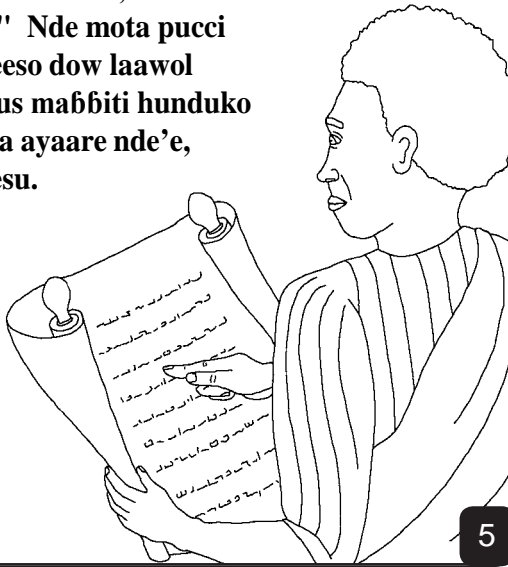 " Nde mota pucci
eeso dow laawol
us maɓɓiti hunduko
a ayaare nde’e,
esu.
5